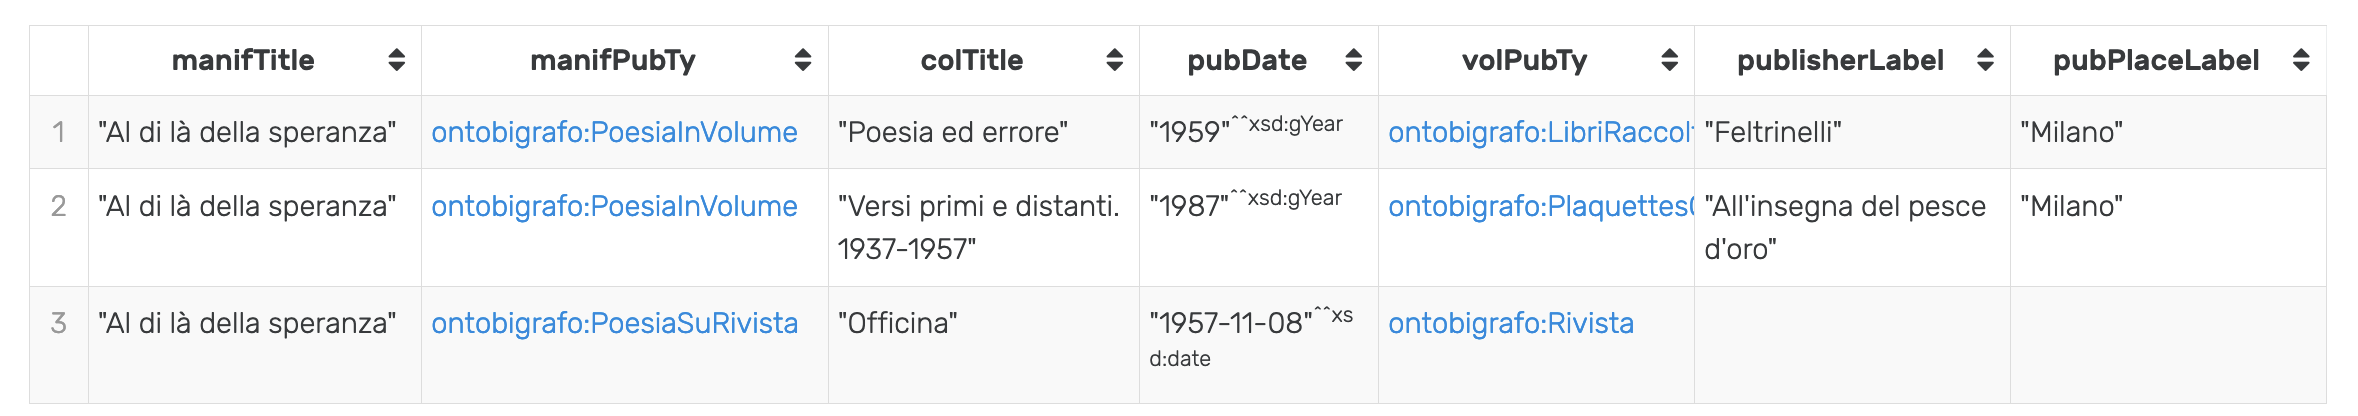 manifTitle manifPubTy colTitle pubDate volPubTy publisherLabel pubPlaceLabel
1 "Al di là della speranza" ontobigrafo:PoesiaInVolume "Poesia ed errore" "1959"^^xsd:gYear ontobigrafo:LibriRaccol "Feltrinelli" "Milano"
2 "Al di là della speranza" ontobigrafo:PoesiaInVolume "Versi primi e distanti. "1987"^^xsd:gYear ontobigrafo:Plaquettes "All'insegna del pesce "Milano"
1937-1957" d'oro"
3 "Al di là della speranza" ontobigrafo:PoesiaSuRivista "Officina" "1957-11-08"^^xs ontobigrafo:Rivista
d:date